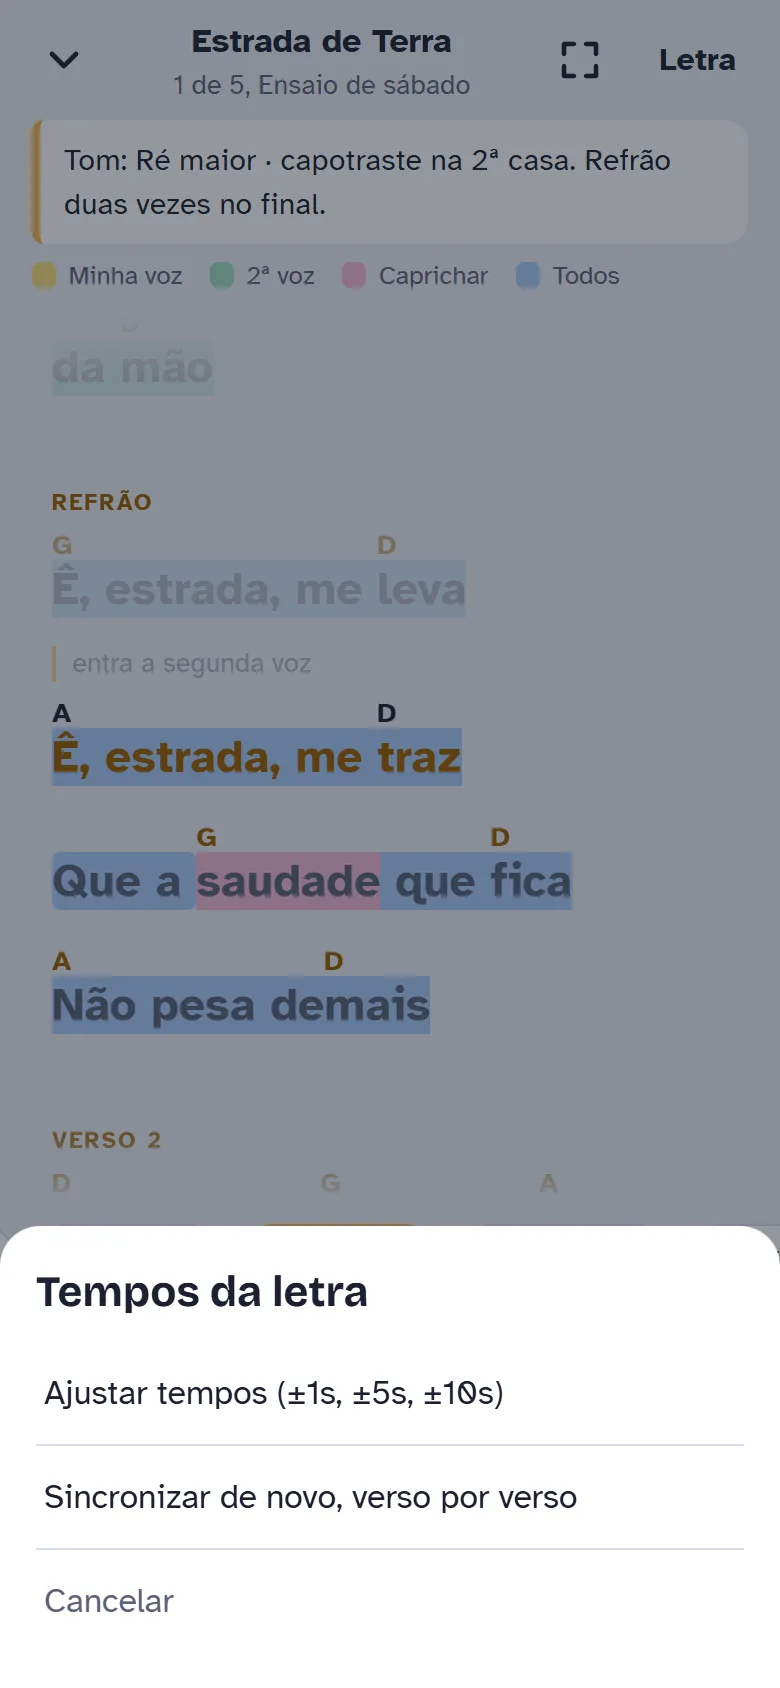 Estrada de Terra
1 de 5, Ensaio de sábado
Letra
Tom: Ré maior · capotraste na 2ª casa. Refrão
duas vezes no final.
Minha voz 2ª voz Caprichar Todos
D
da mão
REFRÃO
G D
Ê, estrada, me leva
entra a segunda voz
A D
Ê, estrada, me traz
G D
Que a saudade que fica
A D
Não pesa demais
VERSO 2
D G A
Tempos da letra
Ajustar tempos (±1s, ±5s, ±10s)
Sincronizar de novo, verso por verso
Cancelar